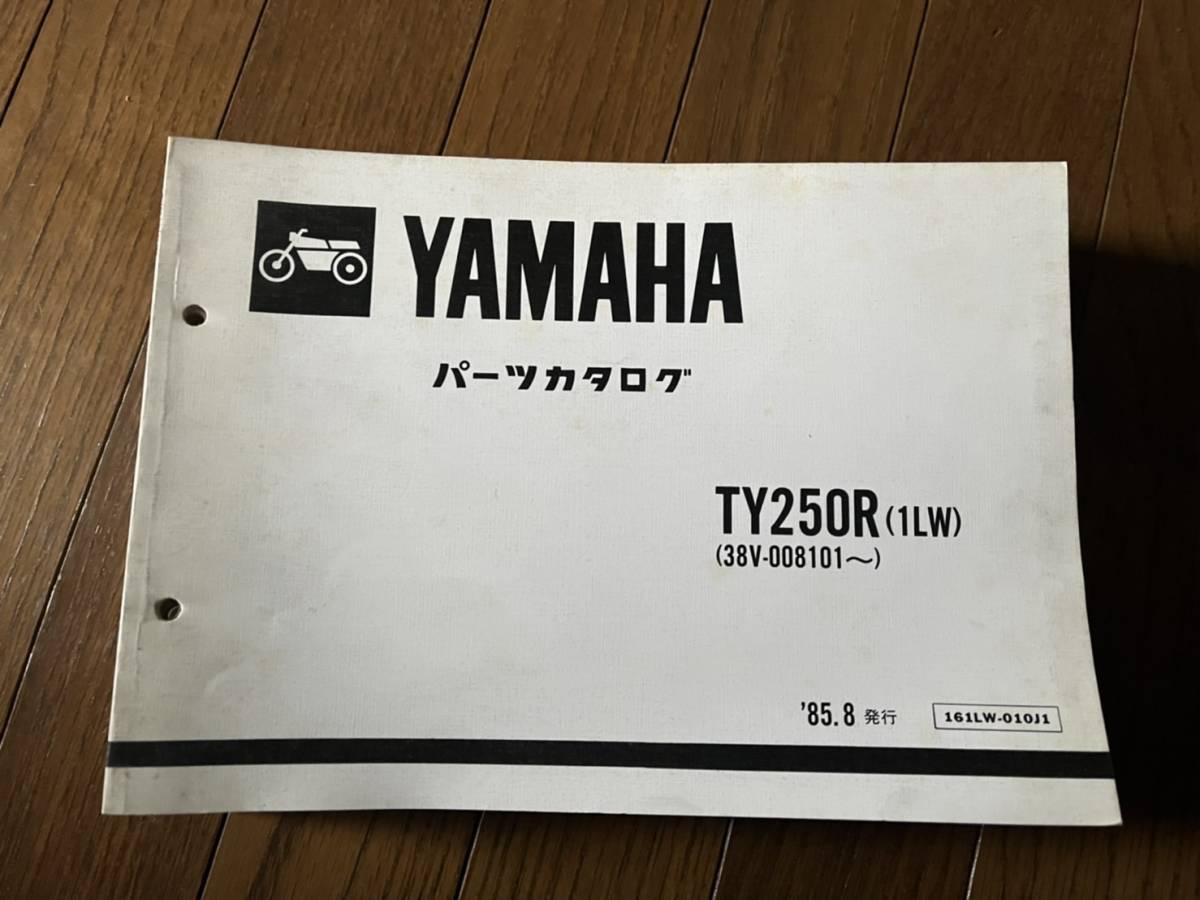 YAMAHA
パーツカタログ
TY250R(1LW)
(38V-008101〜)
'85.8 発行
161LW-010J1